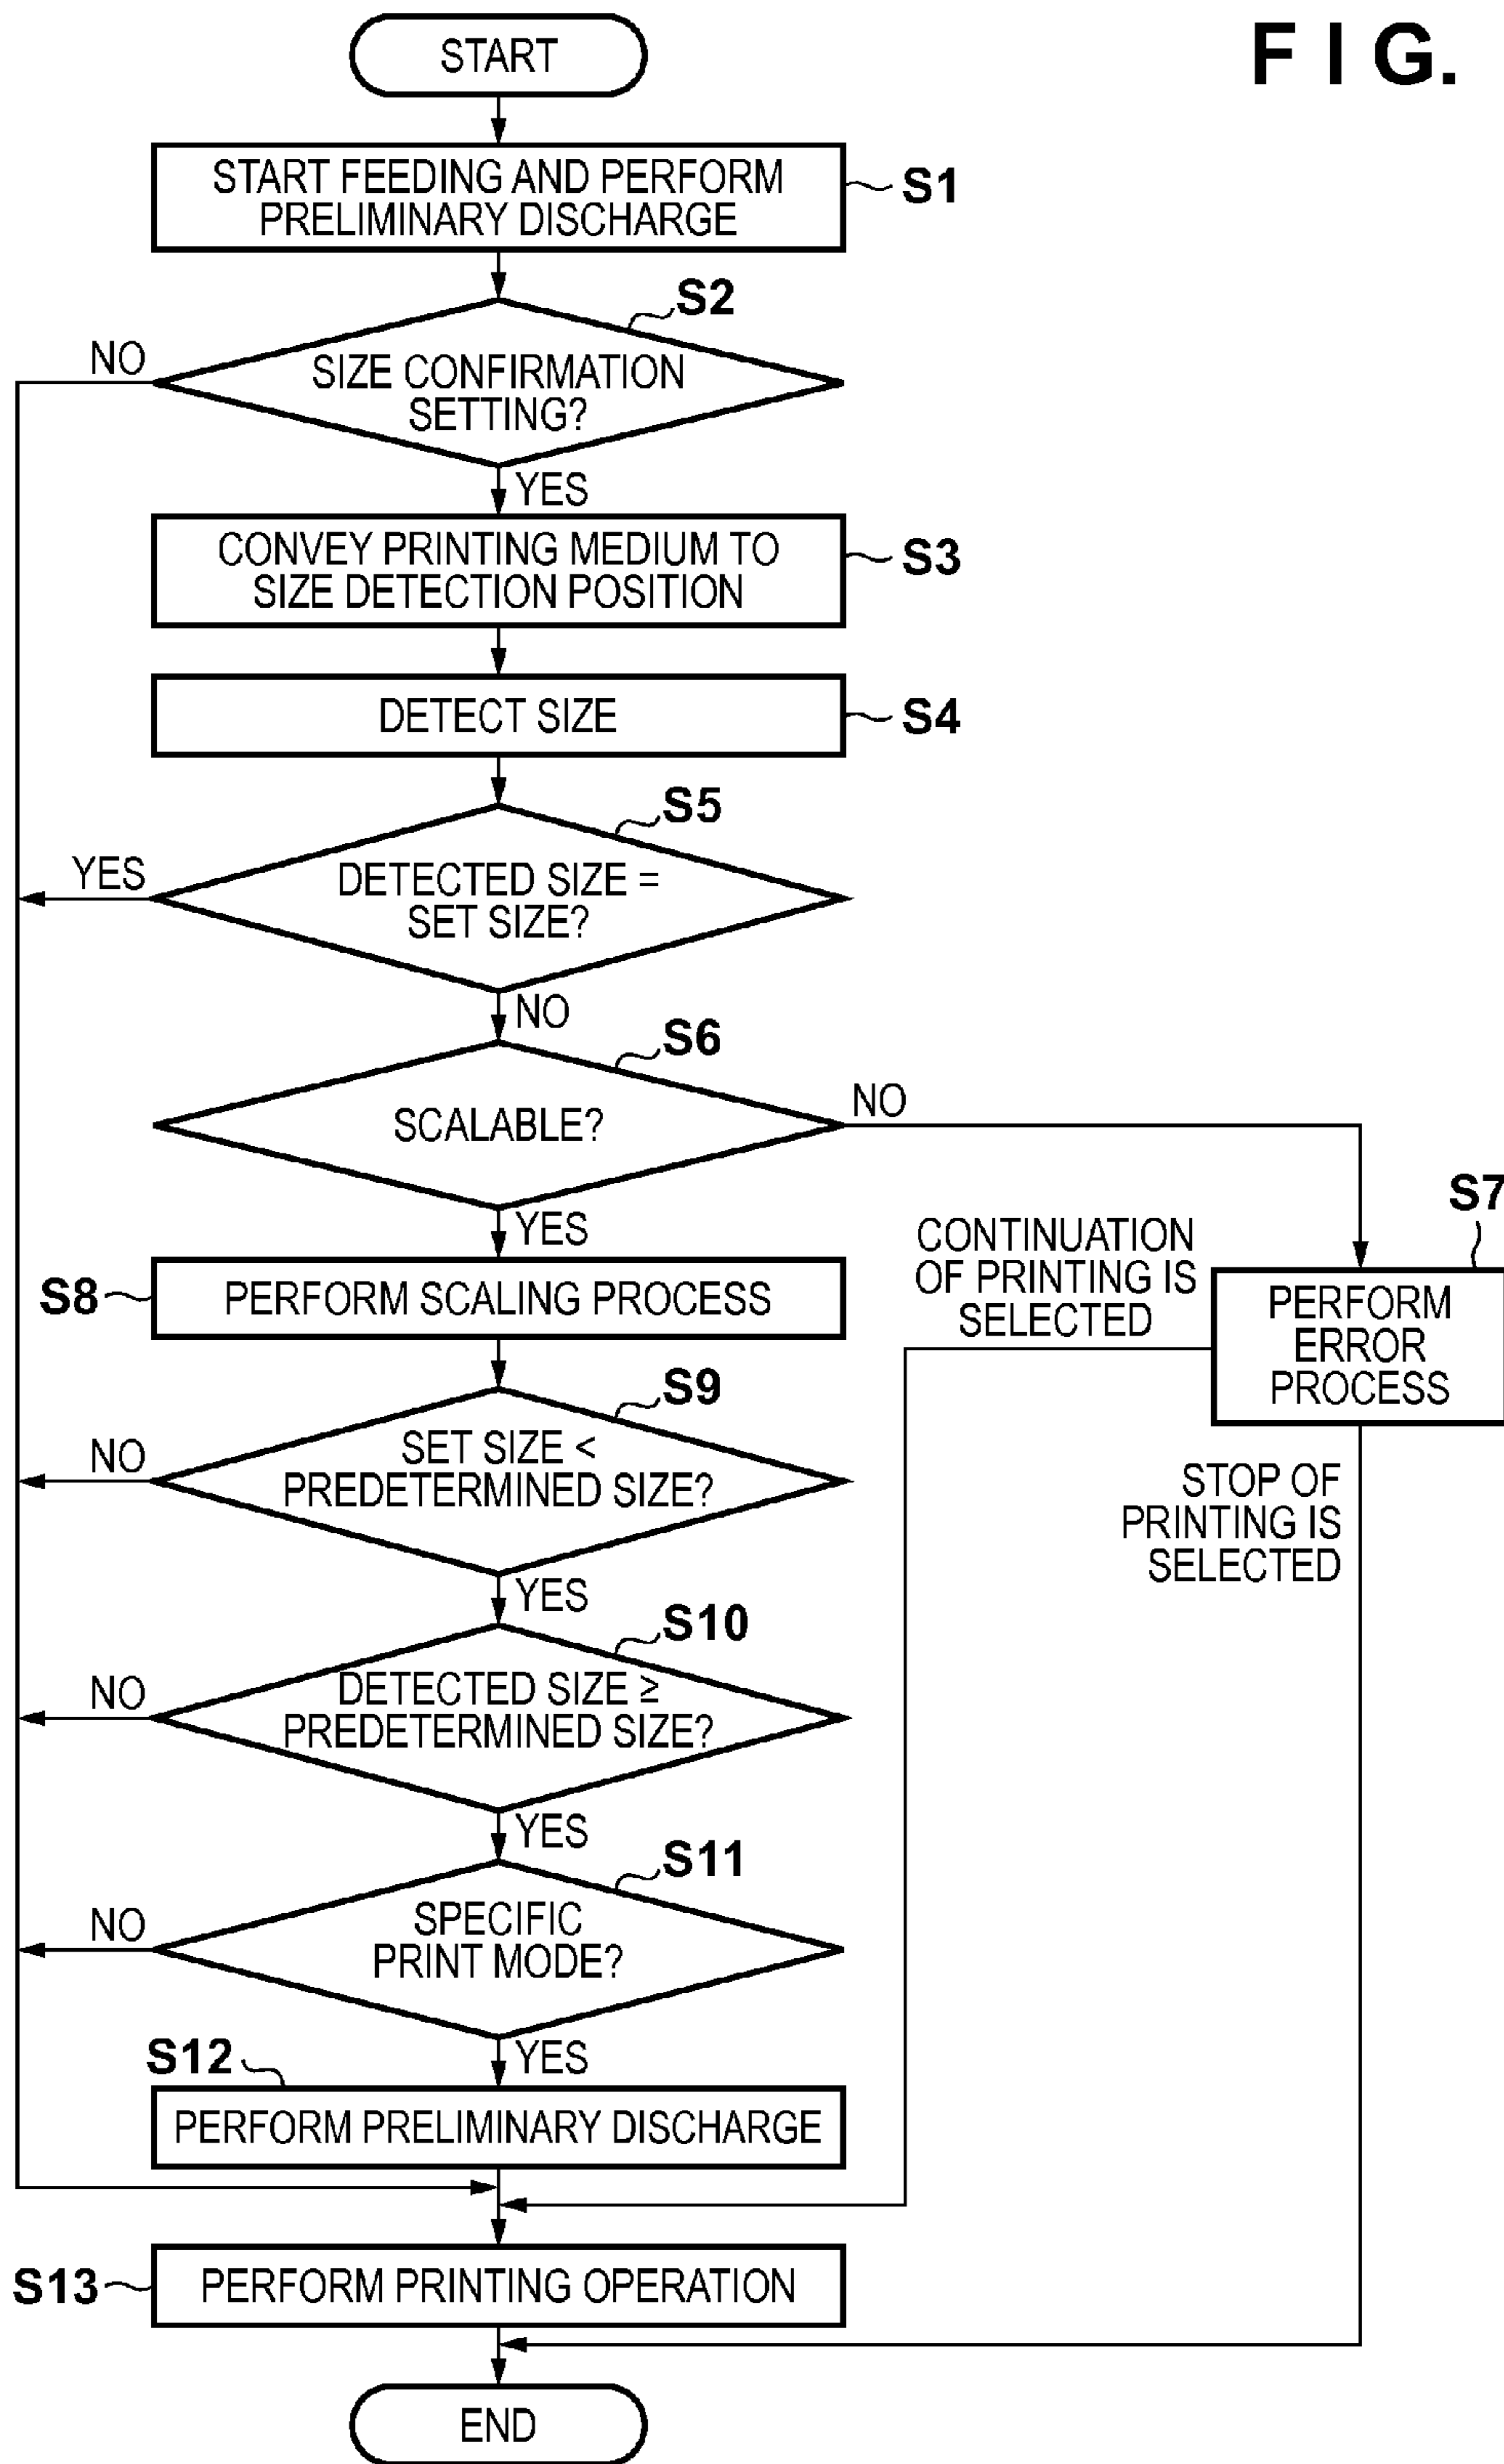 F I G.
START
START FEEDING AND PERFORM
PRELIMINARY DISCHARGE
S1
S2
SIZE CONFIRMATION
SETTING?
NO
YES
CONVEY PRINTING MEDIUM TO
SIZE DETECTION POSITION
S3
DETECT SIZE
S4
S5
DETECTED SIZE =
SET SIZE?
YES
NO
S6
SCALABLE?
NO
YES
S7
PERFORM
ERROR
PROCESS
CONTINUATION
OF PRINTING IS
SELECTED
STOP OF
PRINTING IS
SELECTED
S8
PERFORM SCALING PROCESS
S9
SET SIZE <
PREDETERMINED SIZE?
NO
YES
S10
DETECTED SIZE ≥
PREDETERMINED SIZE?
NO
YES
S11
SPECIFIC
PRINT MODE?
NO
YES
S12
PERFORM PRELIMINARY DISCHARGE
S13
PERFORM PRINTING OPERATION
END